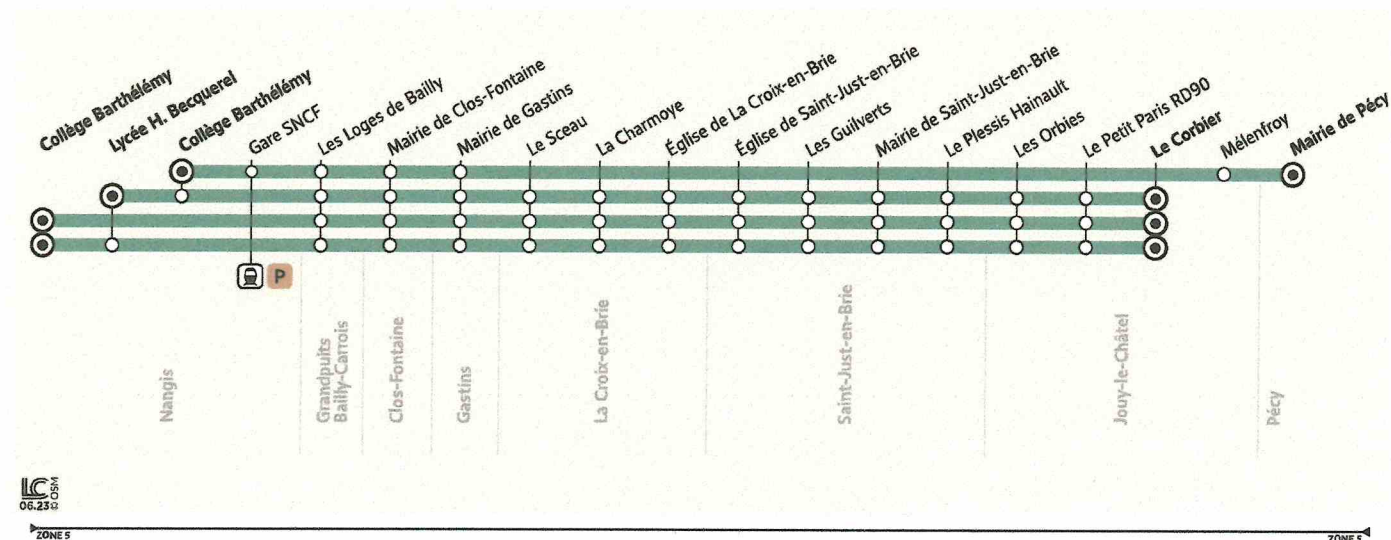 Collège Barthélémy
Lycée H. Becquerel
Collège Barthélémy
Gare SNCF
Les Loges de Bailly
Mairie de Clos-Fontaine
Mairie de Gastins
Le Sceau
La Charmoye
Église de La Croix-en-Brie
Église de Saint-Just-en-Brie
Les Guilverts
Mairie de Saint-Just-en-Brie
Le Plessis Hainault
Les Orbies
Le Petit Paris RD90
Le Corbier
Mélenfroy
Mairie de Pécy
P
Nangis
Grandpuits
Bailly-Carrois
Clos-Fontaine
Gastins
La Croix-en-Brie
Saint-Just-en-Brie
Jouy-le-Châtel
Pécy
LC
06.23
© OSM
ZONE 5
ZONE 5